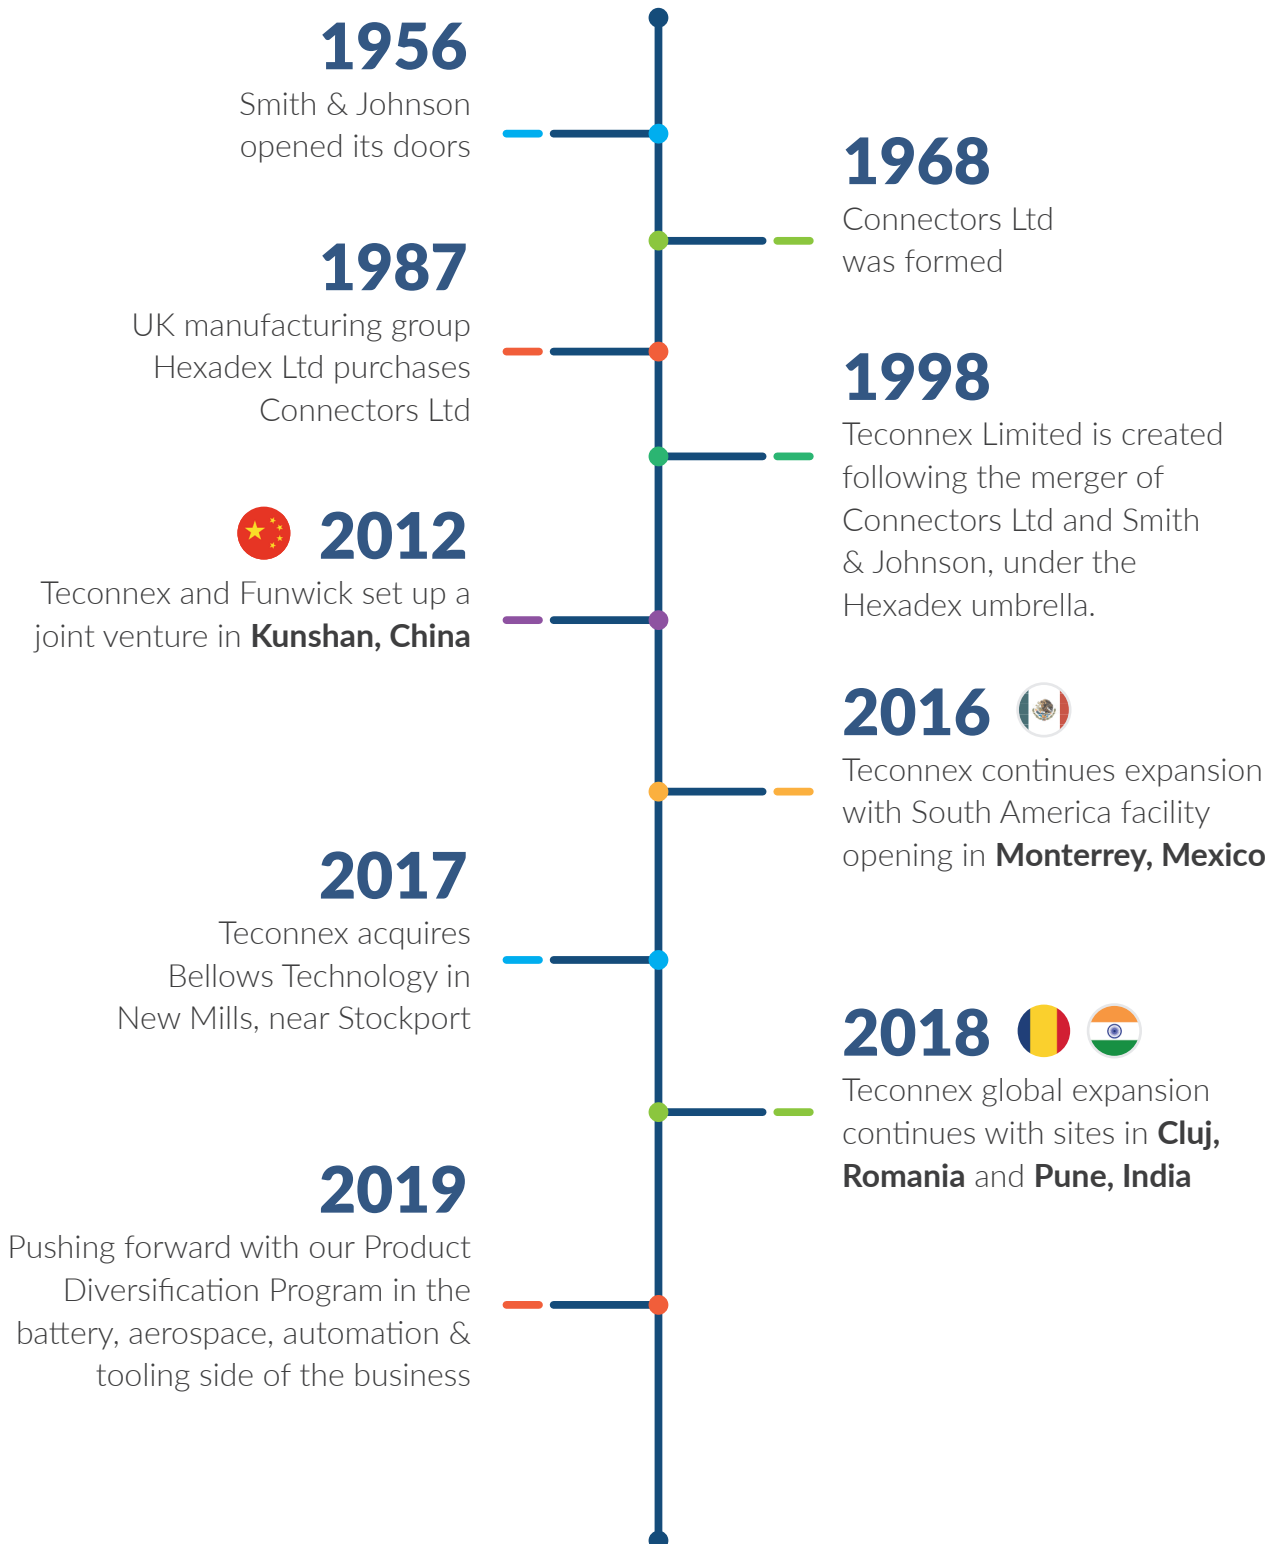 1956
Smith & Johnson
opened its doors
1968
Connectors Ltd
was formed
1987
UK manufacturing group
Hexadex Ltd purchases
Connectors Ltd
1998
Teconnex Limited is created
following the merger of
Connectors Ltd and Smith
& Johnson, under the
Hexadex umbrella.
2012
Teconnex and Funwick set up a
joint venture in Kunshan, China
2016
Teconnex continues expansion
with South America facility
opening in Monterrey, Mexico
2017
Teconnex acquires
Bellows Technology in
New Mills, near Stockport
2018
Teconnex global expansion
continues with sites in Cluj,
Romania and Pune, India
2019
Pushing forward with our Product
Diversification Program in the
battery, aerospace, automation &
tooling side of the business